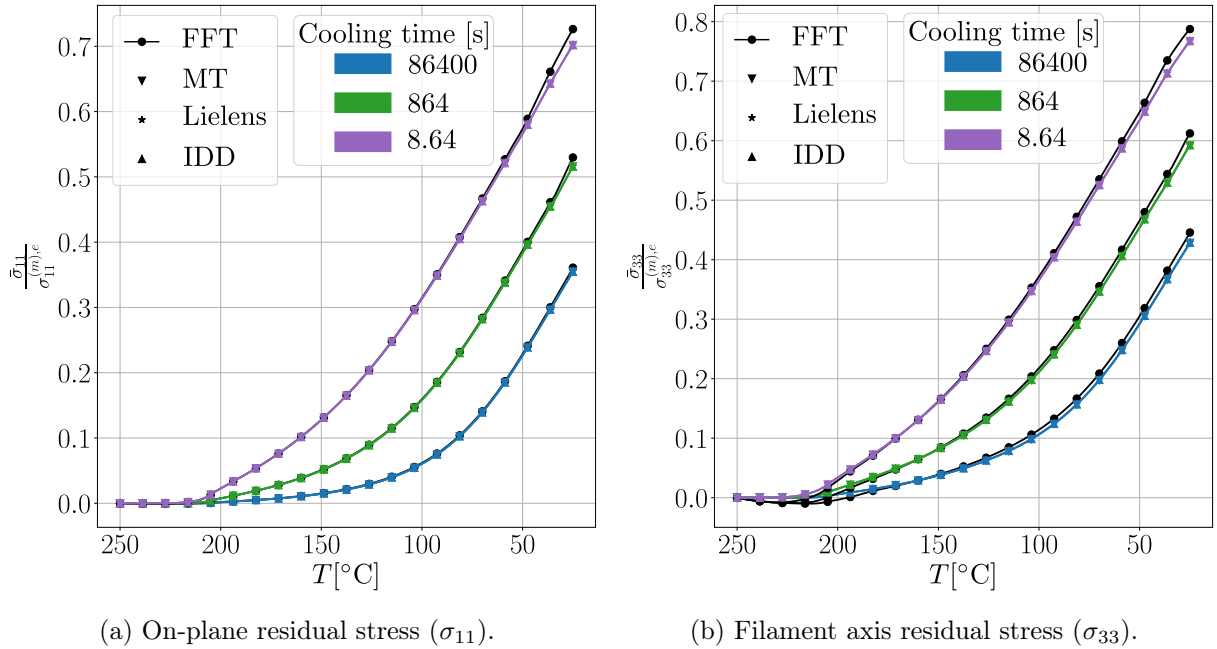 FFT
MT
Lielens
IDD
Cooling time [s]
86400
864
8.64
0.7
0.6
0.5
0.4
0.3
0.2
0.1
0.0
σ̄₁₁ / σ₁₁^{(m),e}
250 200 150 100 50
T[°C]
(a) On-plane residual stress (σ₁₁).
FFT
MT
Lielens
IDD
Cooling time [s]
86400
864
8.64
0.8
0.7
0.6
0.5
0.4
0.3
0.2
0.1
0.0
σ̄₃₃ / σ₃₃^{(m),e}
250 200 150 100 50
T[°C]
(b) Filament axis residual stress (σ₃₃).